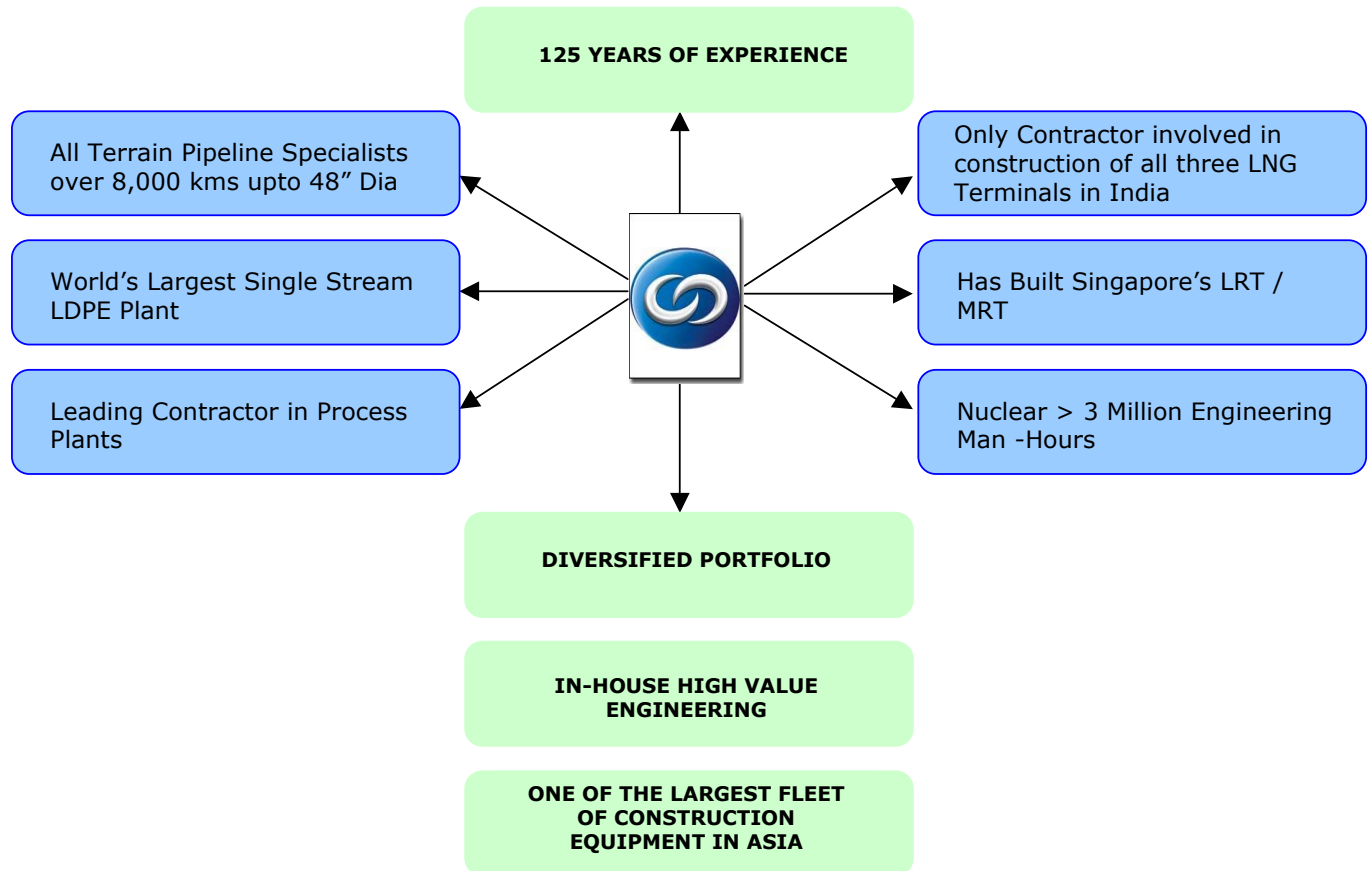 125 YEARS OF EXPERIENCE
All Terrain Pipeline Specialists
over 8,000 kms upto 48” Dia
Only Contractor involved in
construction of all three LNG
Terminals in India
World’s Largest Single Stream
LDPE Plant
Has Built Singapore’s LRT /
MRT
Leading Contractor in Process
Plants
Nuclear > 3 Million Engineering
Man -Hours
DIVERSIFIED PORTFOLIO
IN-HOUSE HIGH VALUE
ENGINEERING
ONE OF THE LARGEST FLEET
OF CONSTRUCTION
EQUIPMENT IN ASIA